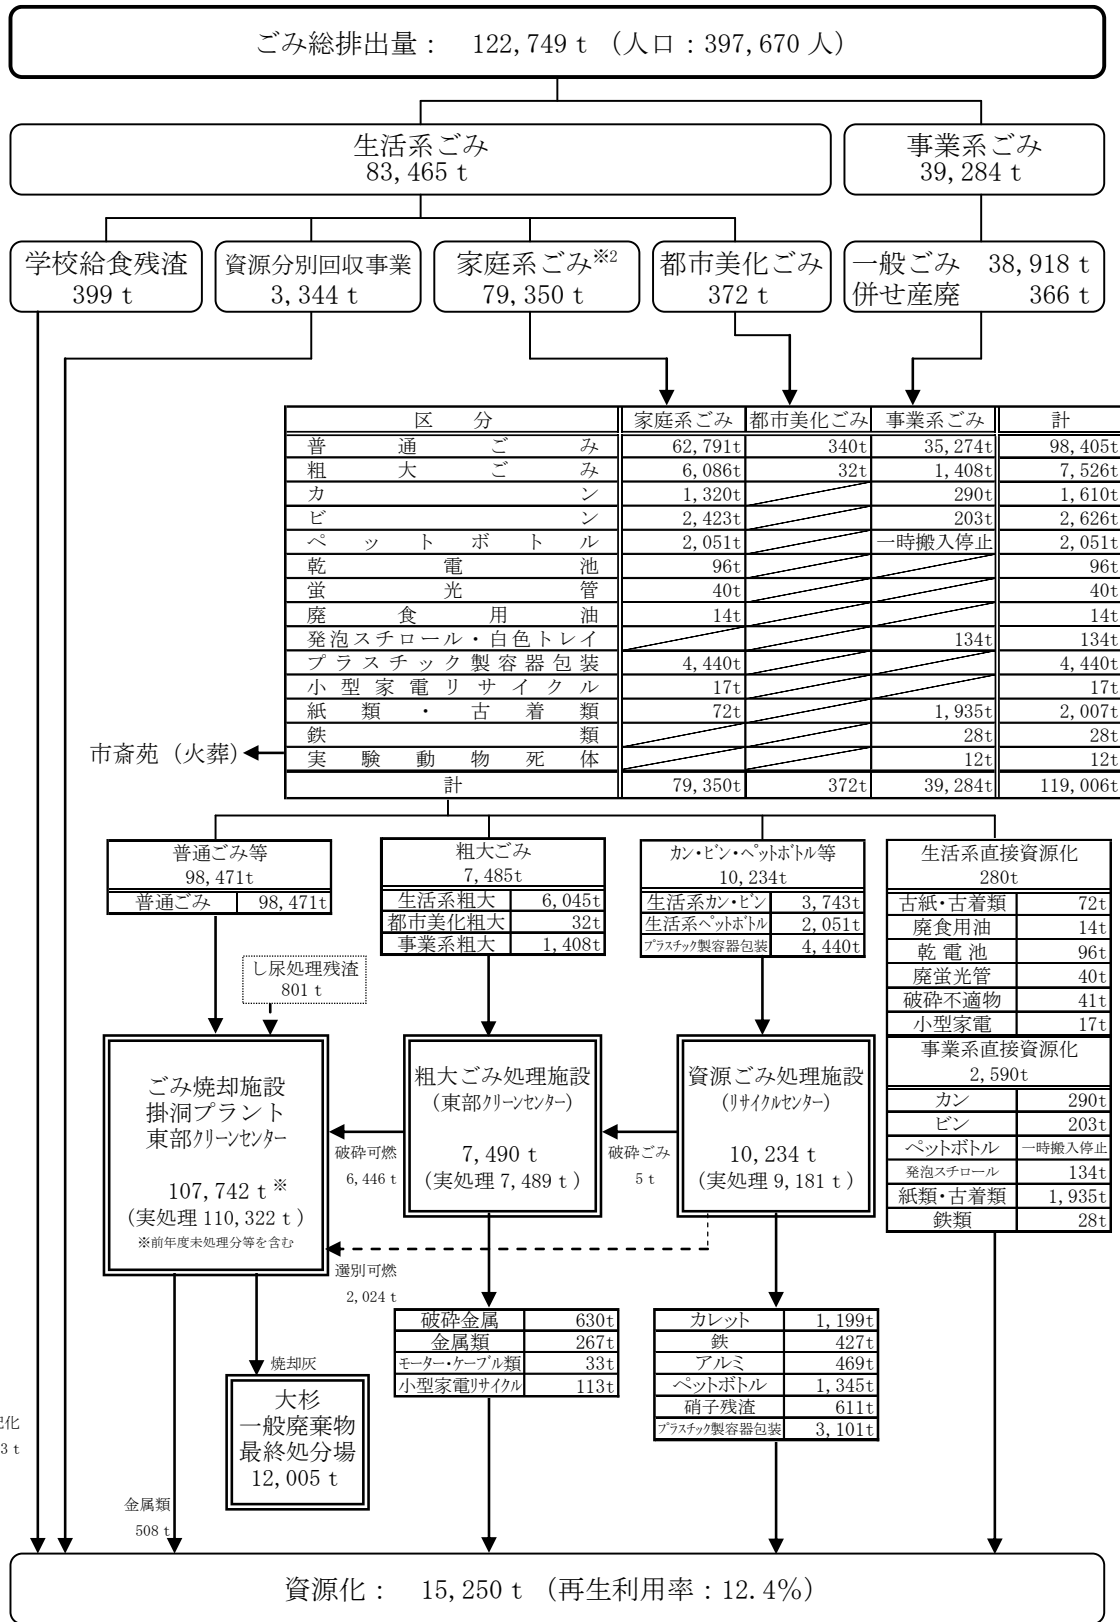 ごみ総排出量： 122,749 t （人口：397,670 人）
生活系ごみ
83,465 t
事業系ごみ
39,284 t
学校給食残渣
399 t
資源分別回収事業
3,344 t
家庭系ごみ※2
79,350 t
都市美化ごみ
372 t
一般ごみ 38,918 t
併せ産廃 366 t
区 分 家庭系ごみ 都市美化ごみ 事業系ごみ 計
普通ごみ 62,791t 340t 35,274t 98,405t
粗大ごみ 6,086t 32t 1,408t 7,526t
カン 1,320t 290t 1,610t
ビン 2,423t 203t 2,626t
ペットボトル 2,051t 一時搬入停止 2,051t
乾電池 96t 96t
蛍光管 40t 40t
廃食用油 14t 14t
発泡スチロール・白色トレイ 134t 134t
プラスチック製容器包装 4,440t 4,440t
小型家電リサイクル 17t 17t
紙類・古着類 72t 1,935t 2,007t
鉄類 28t 28t
実験動物死体 12t 12t
計 79,350t 372t 39,284t 119,006t
市斎苑（火葬）
普通ごみ等
98,471t
普通ごみ 98,471t
粗大ごみ
7,485t
生活系粗大 6,045t
都市美化粗大 32t
事業系粗大 1,408t
カン・ビン・ペットボトル等
10,234t
生活系カン・ビン 3,743t
生活系ペットボトル 2,051t
プラスチック製容器包装 4,440t
生活系直接資源化
280t
古紙・古着類 72t
廃食用油 14t
乾電池 96t
廃蛍光管 40t
破砕不適物 41t
小型家電 17t
事業系直接資源化
2,590t
カン 290t
ビン 203t
ペットボトル 一時搬入停止
発泡スチロール 134t
紙類・古着類 1,935t
鉄類 28t
し尿処理残渣
801 t
ごみ焼却施設
掛洞プラント
東部クリーンセンター
107,742 t※
（実処理 110,322 t ）
※前年度未処理分等を含む
破砕可燃
6,446 t
粗大ごみ処理施設
（東部クリーンセンター）
7,490 t
（実処理 7,489 t ）
破砕ごみ
5 t
資源ごみ処理施設
（リサイクルセンター）
10,234 t
（実処理 9,181 t ）
選別可燃
2,024 t
破砕金属 630t
金属類 267t
モーター・ケーブル類 33t
小型家電リサイクル 113t
カレット 1,199t
鉄 427t
アルミ 469t
ペットボトル 1,345t
硝子残渣 611t
プラスチック製容器包装 3,101t
焼却灰
大杉
一般廃棄物
最終処分場
12,005 t
化
3 t
金属類
508 t
資源化： 15,250 t （再生利用率：12.4%）